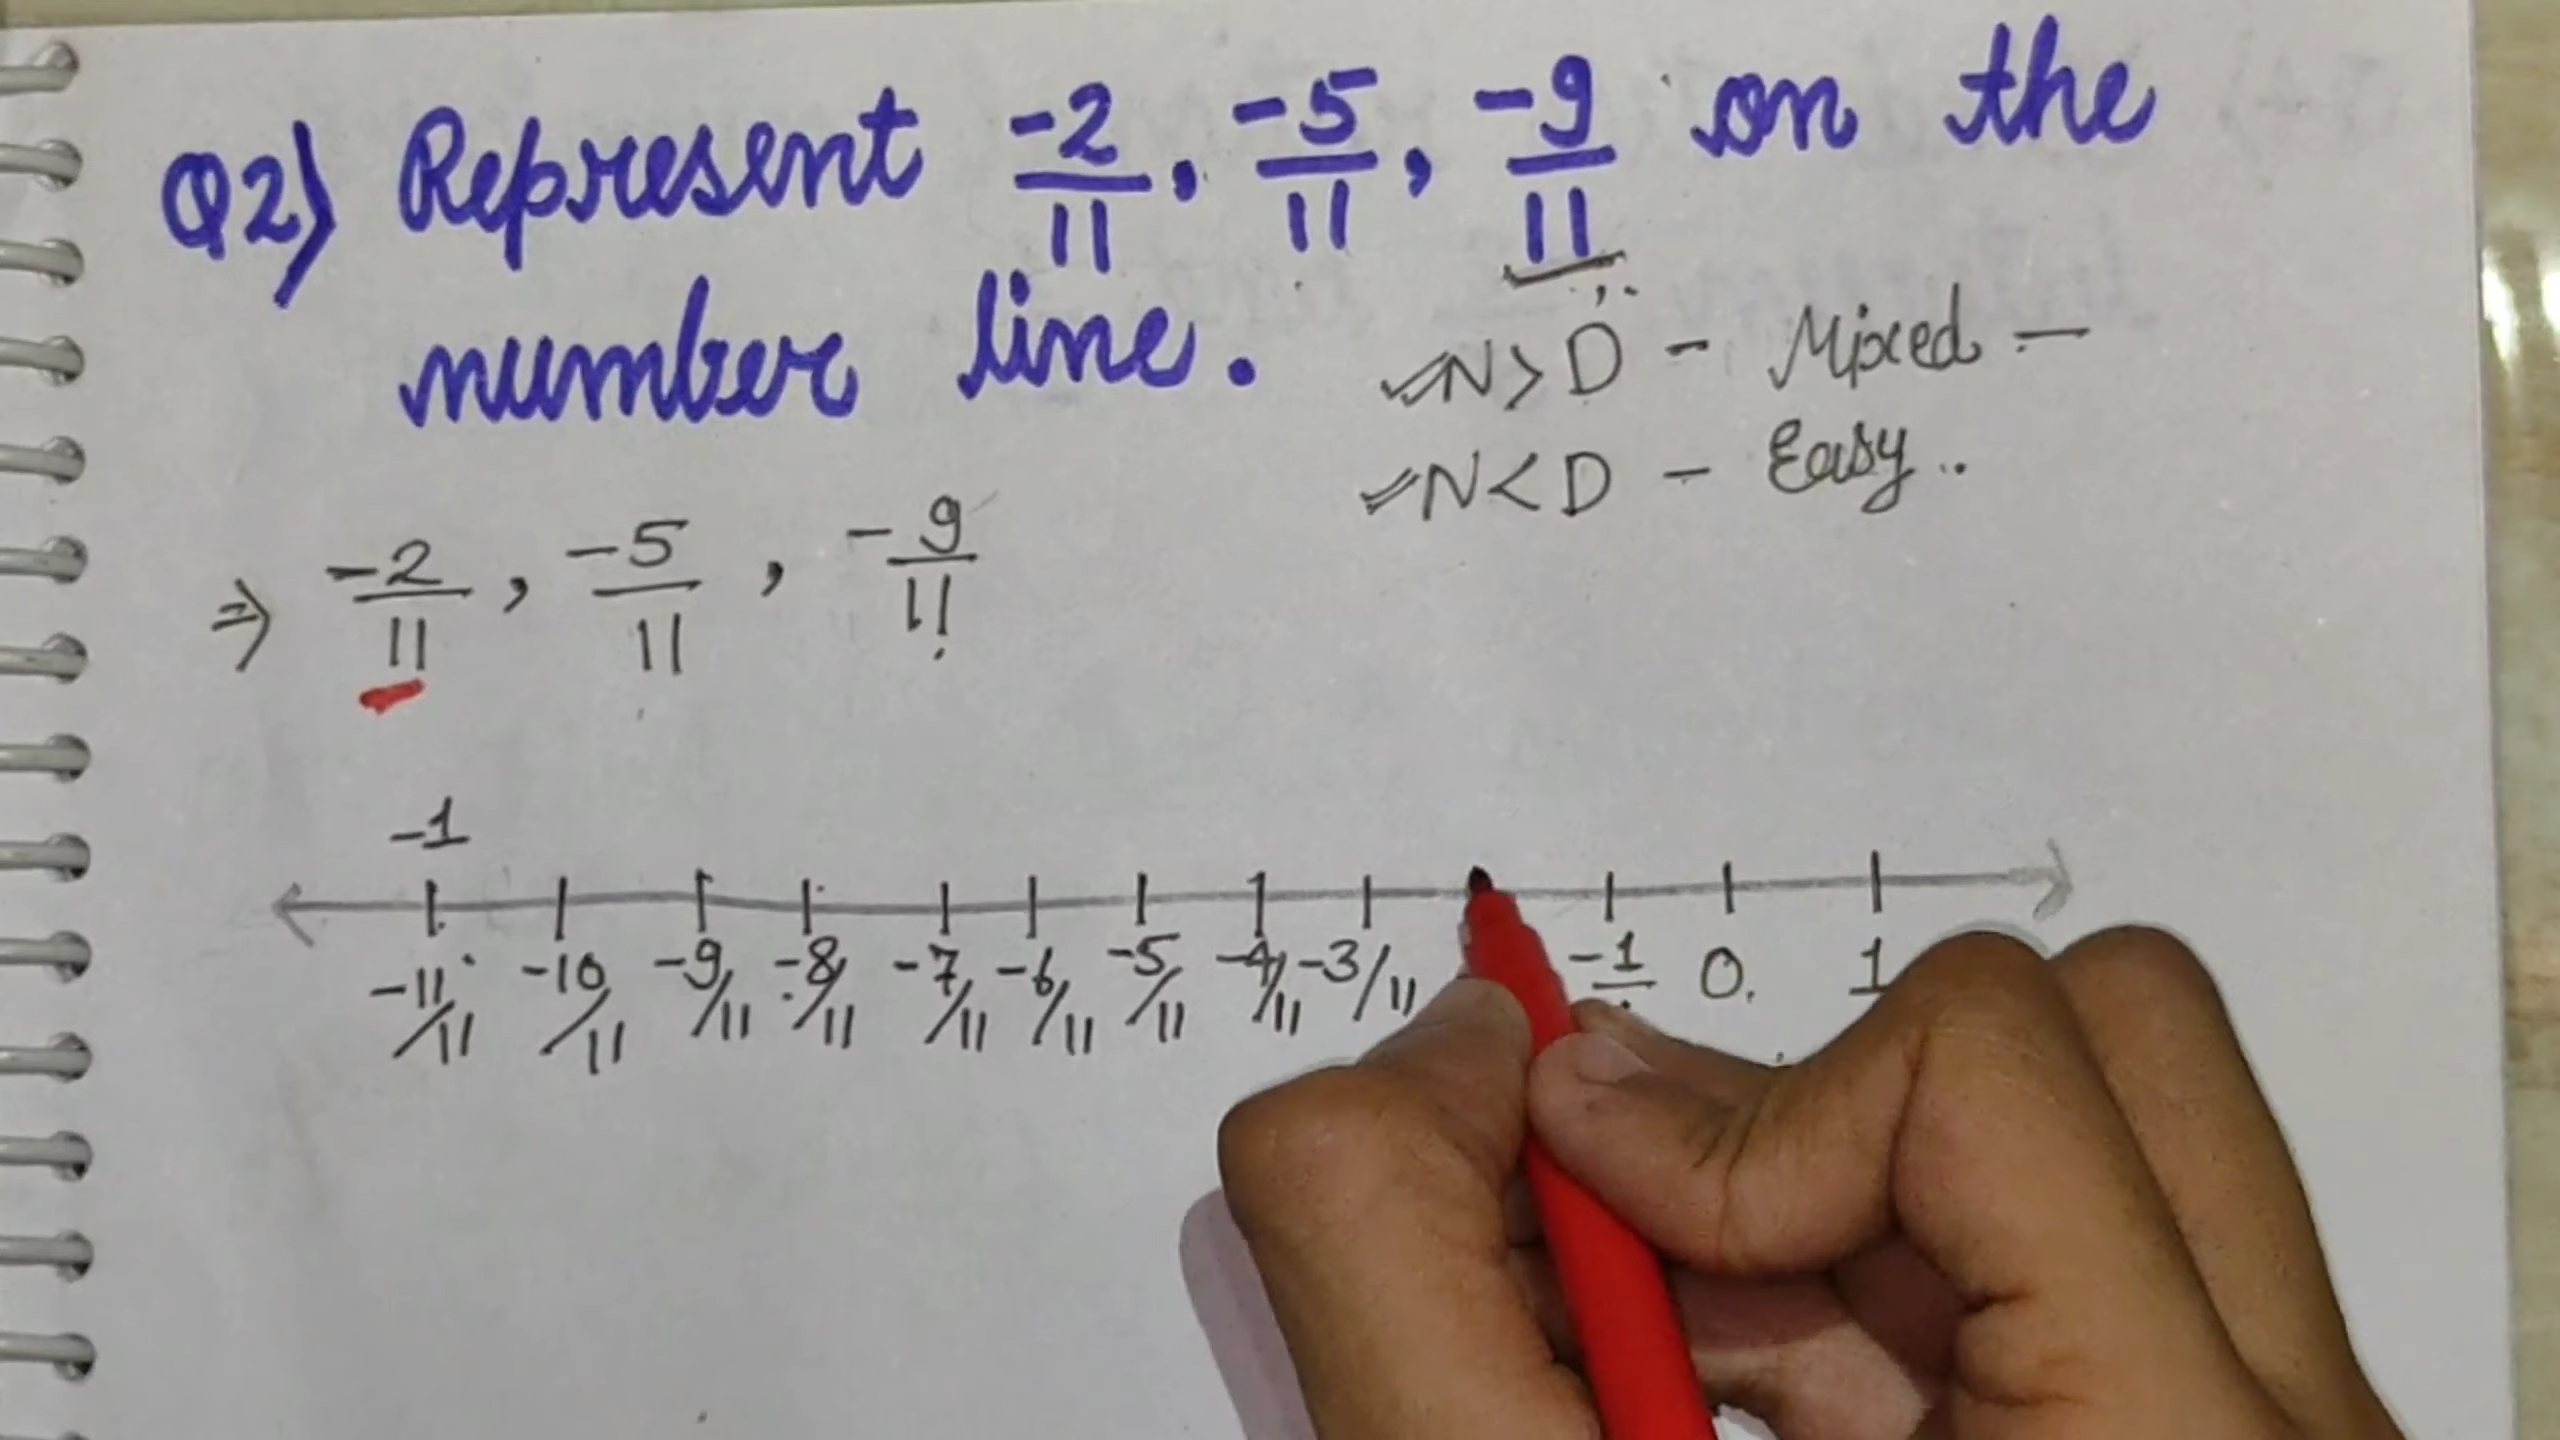 Q2) Represent -2/11, -5/11, -9/11 on the
number line.
N>D - Mixed -
N<D - Easy..
⇒ -2/11, -5/11, -9/11
-1
-11/11 -10/11 -9/11 -8/11 -7/11 -6/11 -5/11 -4/11 -3/11 -1 0 1